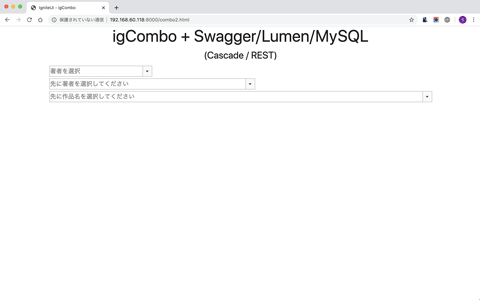 IgniteUI - igCombo
保護されていない通信 | 192.168.60.118:8000/combo2.html
igCombo + Swagger/Lumen/MySQL
(Cascade / REST)
著者を選択
先に著者を選択してください
先に作品名を選択してください